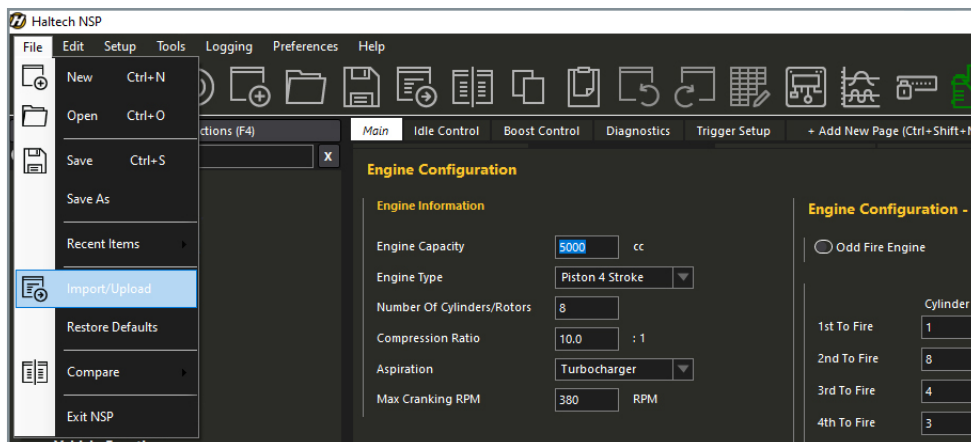 Haltech NSP
File Edit Setup Tools Logging Preferences Help
New Ctrl+N
Open Ctrl+O
Save Ctrl+S
Save As
Recent Items
Import/Upload
Restore Defaults
Compare
Exit NSP
ctions (F4)
X
Main Idle Control Boost Control Diagnostics Trigger Setup + Add New Page (Ctrl+Shift+
Engine Configuration
Engine Information
Engine Capacity 5000 cc
Engine Type Piston 4 Stroke
Number Of Cylinders/Rotors 8
Compression Ratio 10.0 : 1
Aspiration Turbocharger
Max Cranking RPM 380 RPM
Engine Configuration -
Odd Fire Engine
Cylinder
1st To Fire 1
2nd To Fire 8
3rd To Fire 4
4th To Fire 3